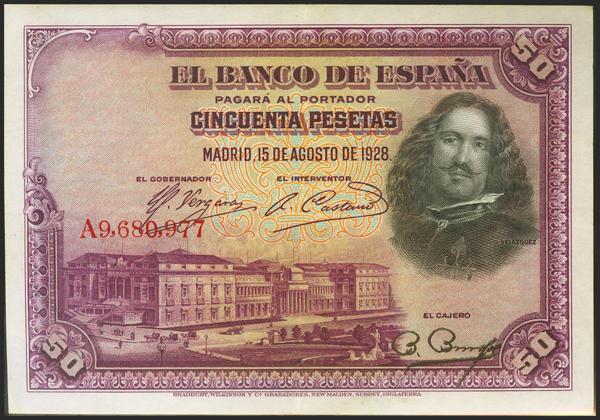 50
EL BANCO DE ESPAÑA
PAGARÁ AL PORTADOR
CINCUENTA PESETAS
MADRID, 15 DE AGOSTO DE 1928.
EL GOBERNADOR EL INTERVENTOR
A9,680,977
VELAZQUEZ
EL CAJERO
50 50
BRADBURY, WILKINSON Y Cª GRABADORES, NEW MALDEN, SURREY, INGLATERRA.